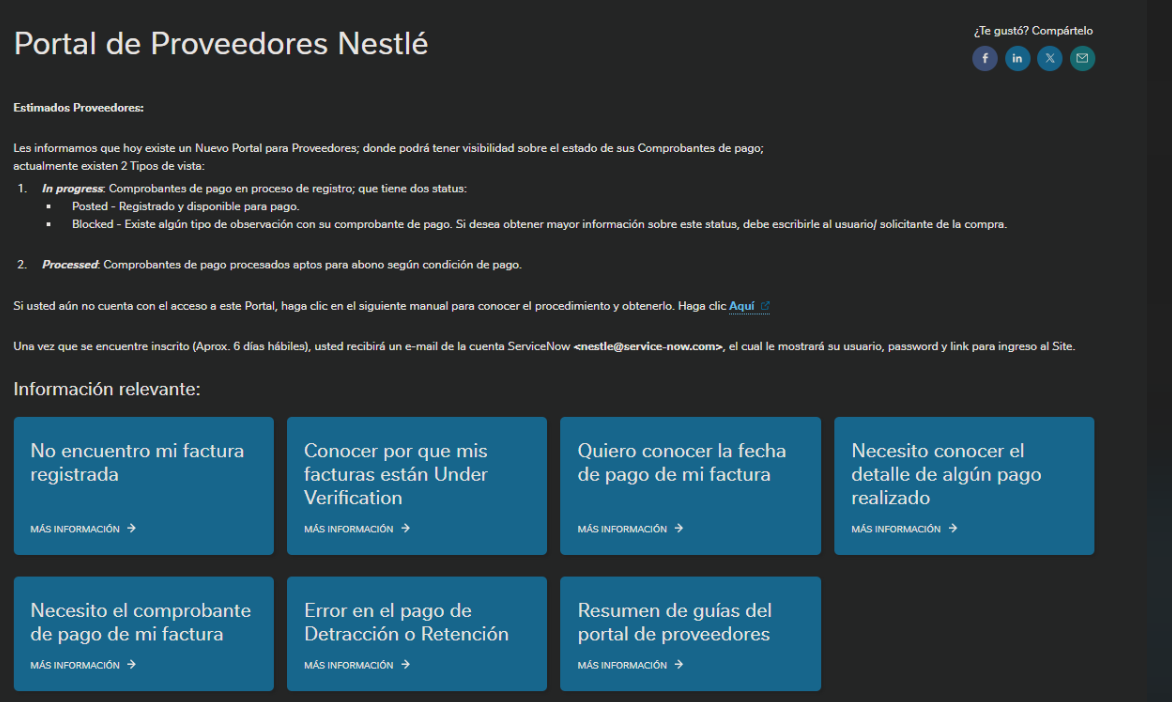 Portal de Proveedores Nestlé
¿Te gustó? Compártelo
Estimados Proveedores:
Les informamos que hoy existe un Nuevo Portal para Proveedores; donde podrá tener visibilidad sobre el estado de sus Comprobantes de pago;
actualmente existen 2 Tipos de vista:
1. In progress: Comprobantes de pago en proceso de registro; que tiene dos status:
▪ Posted - Registrado y disponible para pago.
▪ Blocked - Existe algún tipo de observación con su comprobante de pago. Si desea obtener mayor información sobre este status, debe escribirle al usuario/ solicitante de la compra.
2. Processed: Comprobantes de pago procesados aptos para abono según condición de pago.
Si usted aún no cuenta con el acceso a este Portal, haga clic en el siguiente manual para conocer el procedimiento y obtenerlo. Haga clic Aquí
Una vez que se encuentre inscrito (Aprox. 6 días hábiles), usted recibirá un e-mail de la cuenta ServiceNow <nestle@service-now.com>, el cual le mostrará su usuario, password y link para ingreso al Site.
Información relevante:
No encuentro mi factura
registrada
MÁS INFORMACIÓN →
Conocer por que mis
facturas están Under
Verification
MÁS INFORMACIÓN →
Quiero conocer la fecha
de pago de mi factura
MÁS INFORMACIÓN →
Necesito conocer el
detalle de algún pago
realizado
MÁS INFORMACIÓN →
Necesito el comprobante
de pago de mi factura
MÁS INFORMACIÓN →
Error en el pago de
Detracción o Retención
MÁS INFORMACIÓN →
Resumen de guías del
portal de proveedores
MÁS INFORMACIÓN →